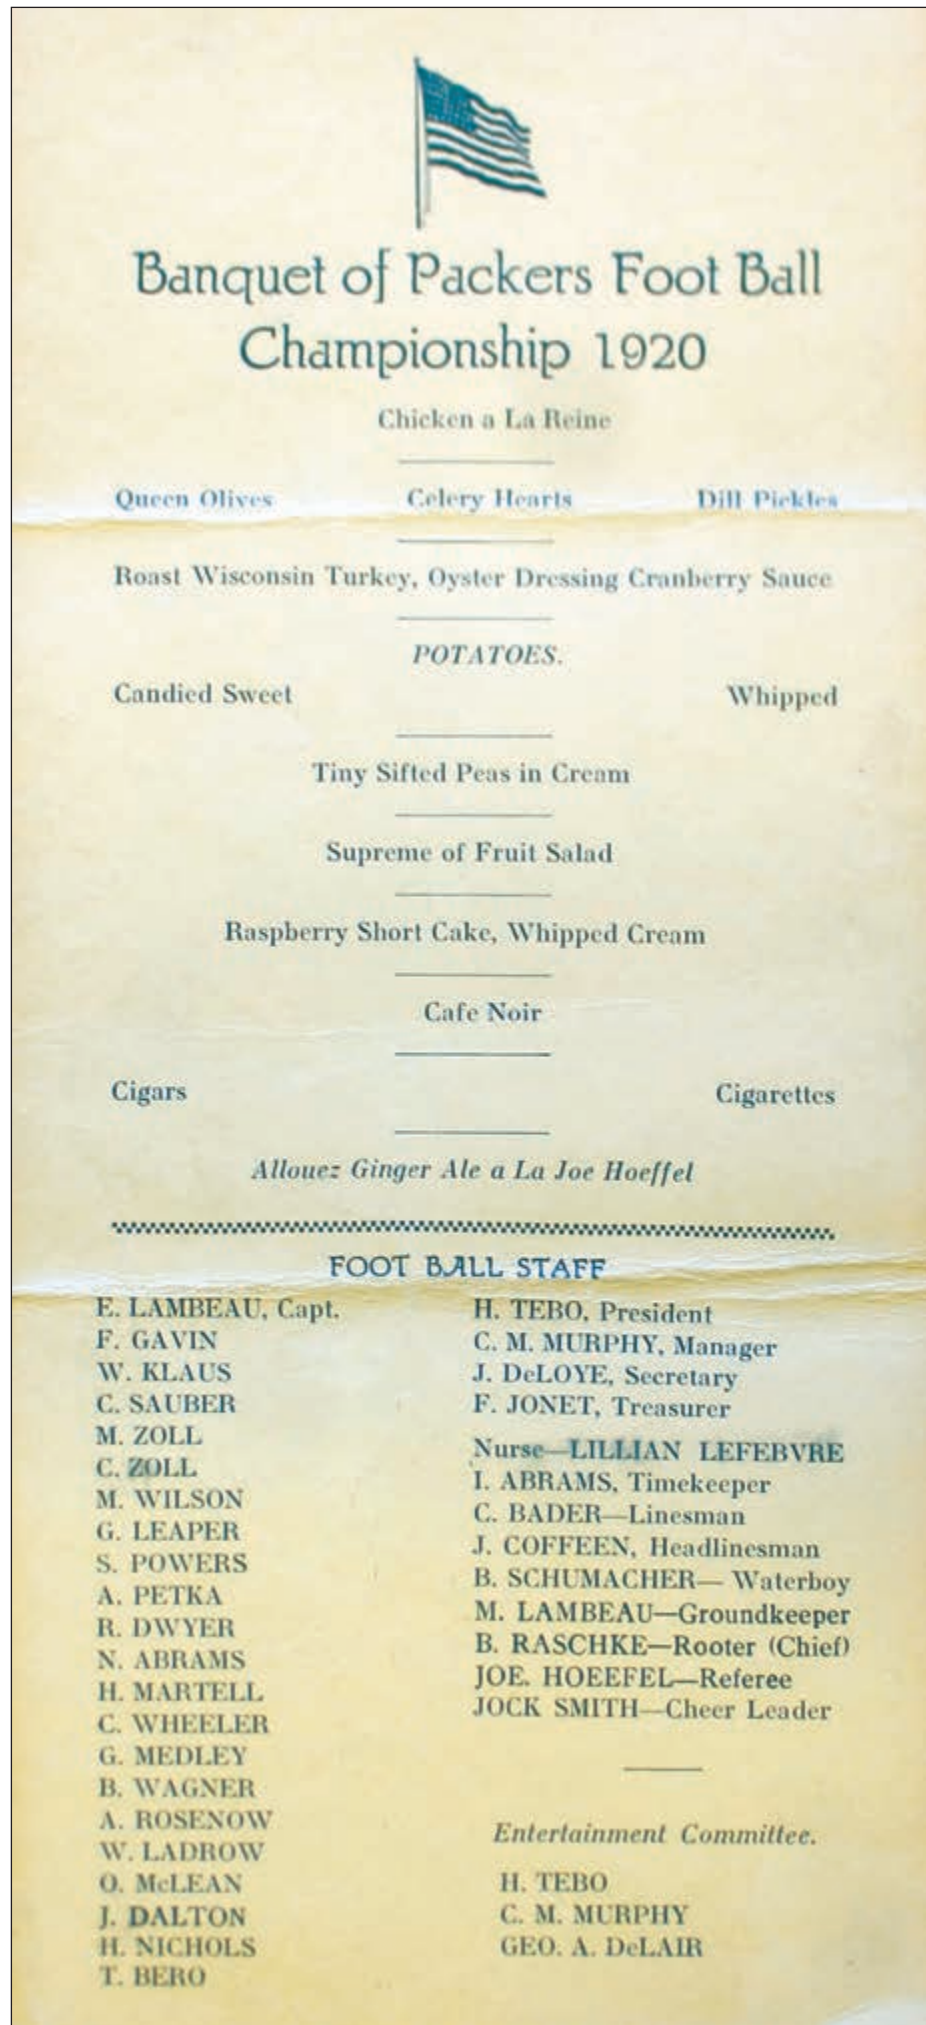 Banquet of Packers Foot Ball
Championship 1920
Chicken a La Reine
Queen Olives Celery Hearts Dill Pickles
Roast Wisconsin Turkey, Oyster Dressing Cranberry Sauce
POTATOES.
Candied Sweet Whipped
Tiny Sifted Peas in Cream
Supreme of Fruit Salad
Raspberry Short Cake, Whipped Cream
Cafe Noir
Cigars Cigarettes
Allouez Ginger Ale a La Joe Hoeffel
FOOT BALL STAFF
E. LAMBEAU, Capt.
F. GAVIN
W. KLAUS
C. SAUBER
M. ZOLL
C. ZOLL
M. WILSON
G. LEAPER
S. POWERS
A. PETKA
R. DWYER
N. ABRAMS
H. MARTELL
C. WHEELER
G. MEDLEY
B. WAGNER
A. ROSENOW
W. LADROW
O. McLEAN
J. DALTON
H. NICHOLS
T. BERO
H. TEBO, President
C. M. MURPHY, Manager
J. DeLOYE, Secretary
F. JONET, Treasurer
Nurse—LILLIAN LEFEBVRE
I. ABRAMS, Timekeeper
C. BADER—Linesman
J. COFFEEN, Headlinesman
B. SCHUMACHER— Waterboy
M. LAMBEAU—Groundkeeper
B. RASCHKE—Rooter (Chief)
JOE. HOEEFEL—Referee
JOCK SMITH—Cheer Leader
Entertainment Committee.
H. TEBO
C. M. MURPHY
GEO. A. DeLAIR